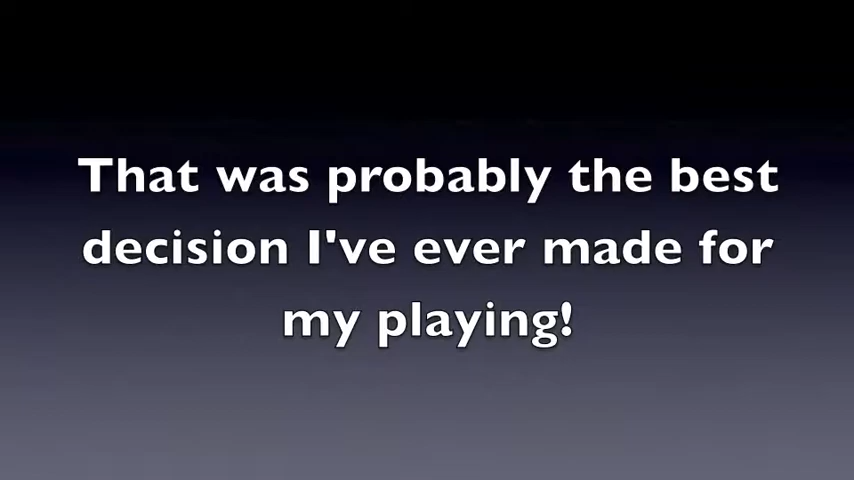 That was probably the best
decision I've ever made for
my playing!